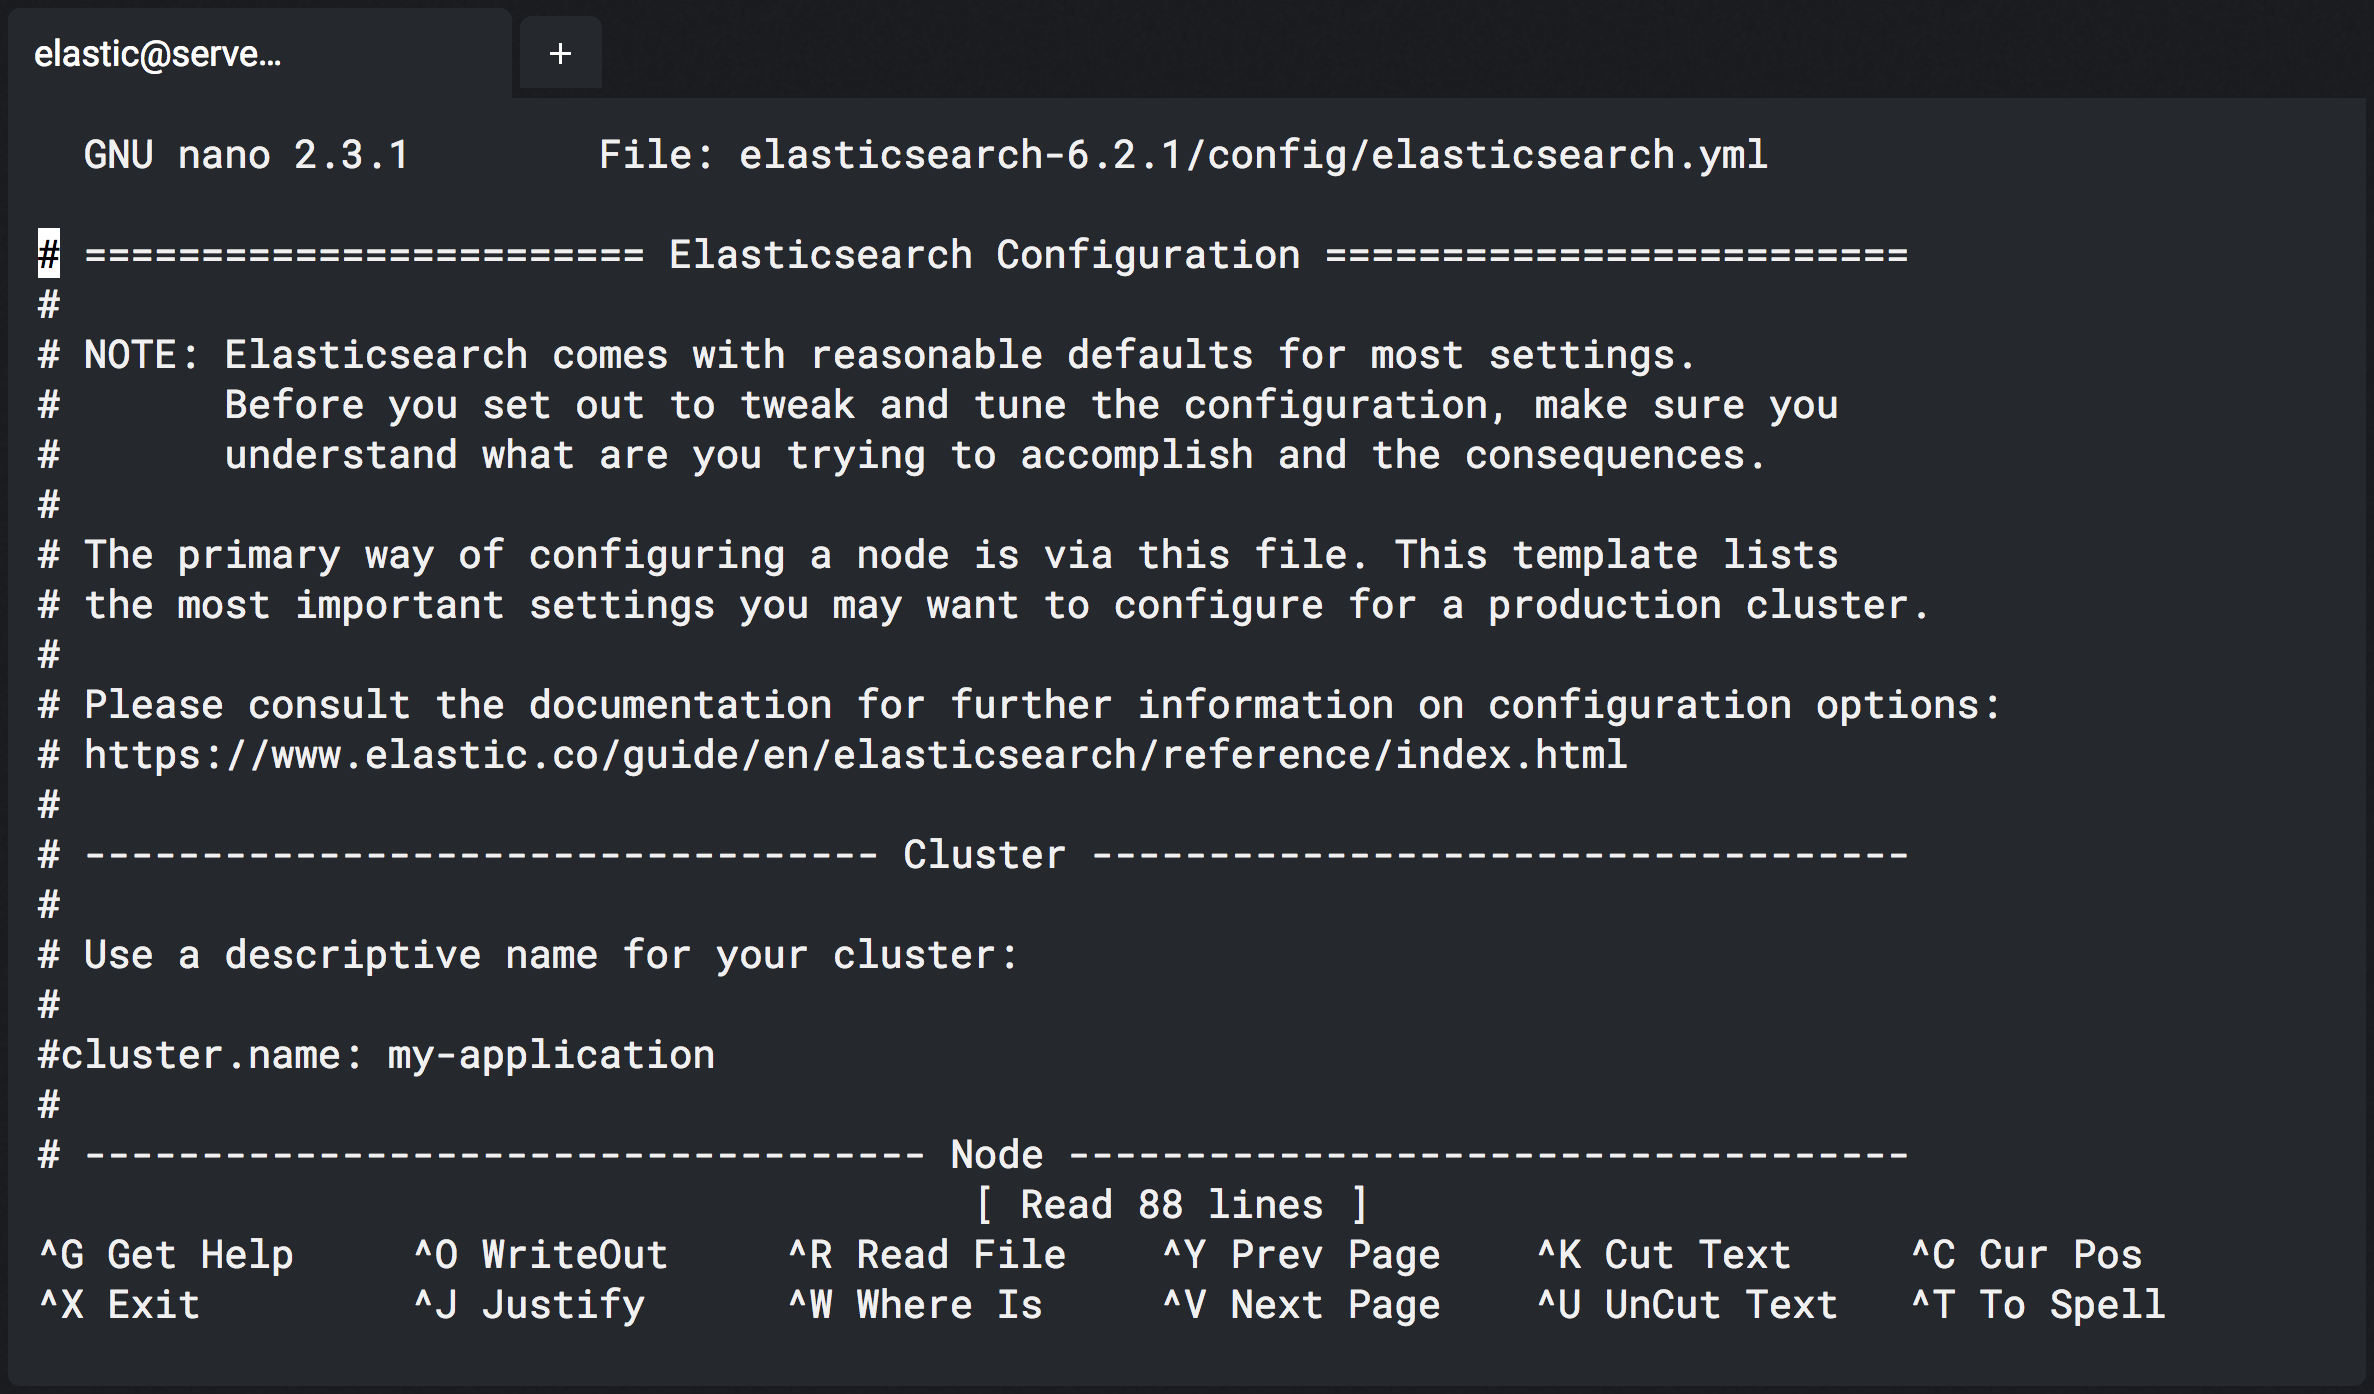 elastic@serve...
+
GNU nano 2.3.1 File: elasticsearch-6.2.1/config/elasticsearch.yml
# ======================== Elasticsearch Configuration =========================
#
# NOTE: Elasticsearch comes with reasonable defaults for most settings.
#       Before you set out to tweak and tune the configuration, make sure you
#       understand what are you trying to accomplish and the consequences.
#
# The primary way of configuring a node is via this file. This template lists
# the most important settings you may want to configure for a production cluster.
#
# Please consult the documentation for further information on configuration options:
# https://www.elastic.co/guide/en/elasticsearch/reference/index.html
#
# ---------------------------------- Cluster -----------------------------------
#
# Use a descriptive name for your cluster:
#
#cluster.name: my-application
#
# ------------------------------------ Node ------------------------------------
[ Read 88 lines ]
^G Get Help ^O WriteOut ^R Read File ^Y Prev Page ^K Cut Text ^C Cur Pos
^X Exit ^J Justify ^W Where Is ^V Next Page ^U UnCut Text ^T To Spell